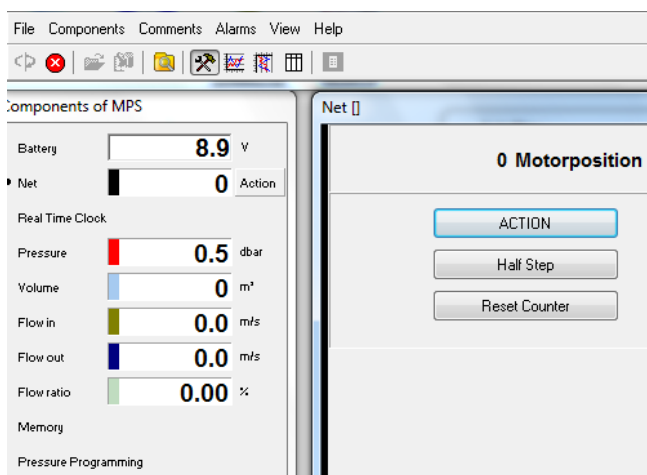 File Components Comments Alarms View Help
Components of MPS
Battery 8.9 V
Net 0 Action
Real Time Clock
Pressure 0.5 dbar
Volume 0 m³
Flow in 0.0 m/s
Flow out 0.0 m/s
Flow ratio 0.00 %
Memory
Pressure Programming
Net []
0 Motorposition
ACTION
Half Step
Reset Counter